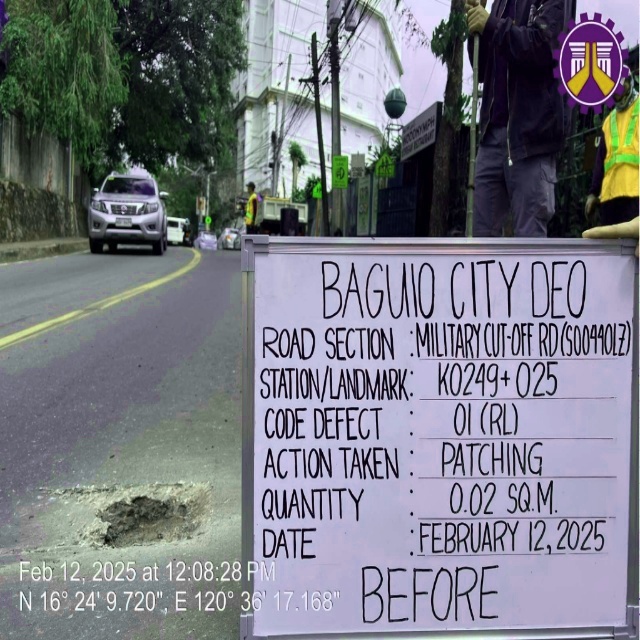 BAGUIO CITY DEO
ROAD SECTION : MILITARY CUT-OFF RD (S00440LZ)
STATION/LANDMARK: K0249+025
CODE DEFECT : 01 (RL)
ACTION TAKEN : PATCHING
QUANTITY : 0.02 SQ.M.
DATE : FEBRUARY 12, 2025
BEFORE
Feb 12, 2025 at 12:08:28 PM
N 16° 24' 9.720", E 120° 36' 17.168"